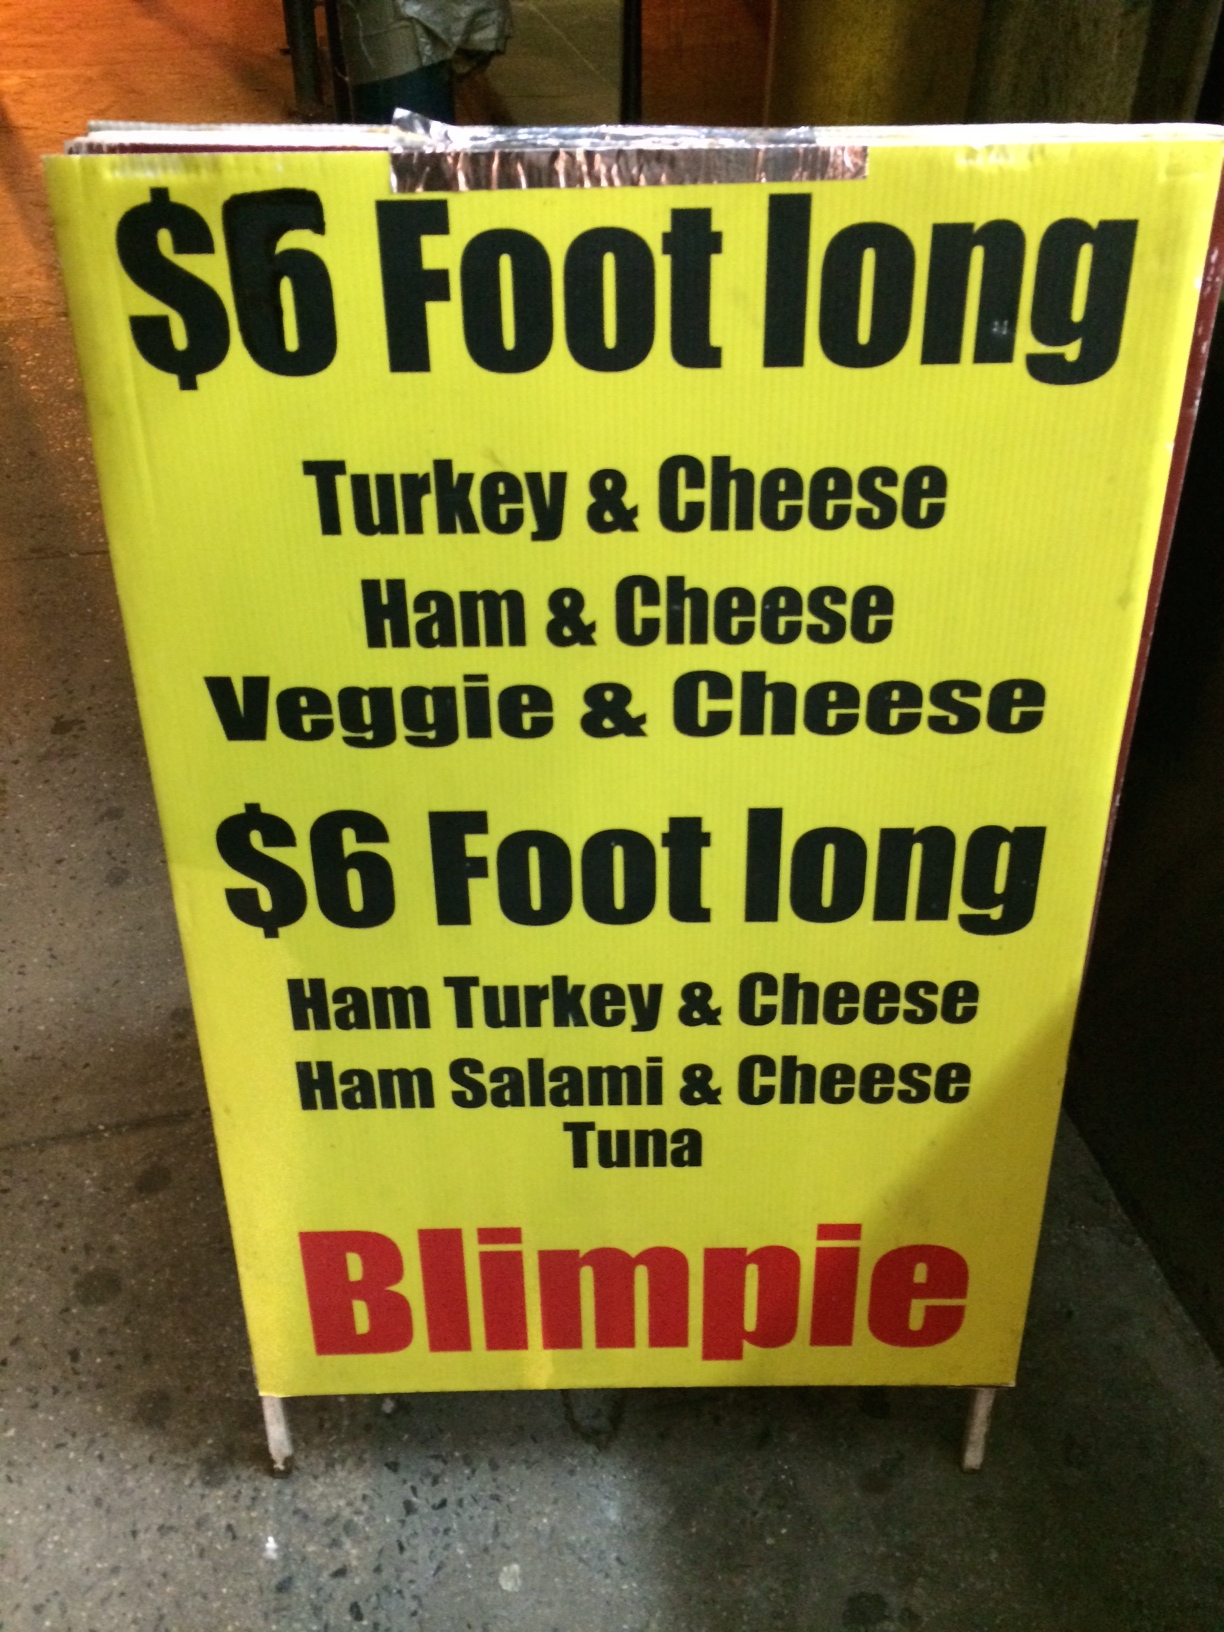 $6 Foot long
Turkey & Cheese
Ham & Cheese
Veggie & Cheese
$6 Foot long
Ham Turkey & Cheese
Ham Salami & Cheese
Tuna
Blimpie